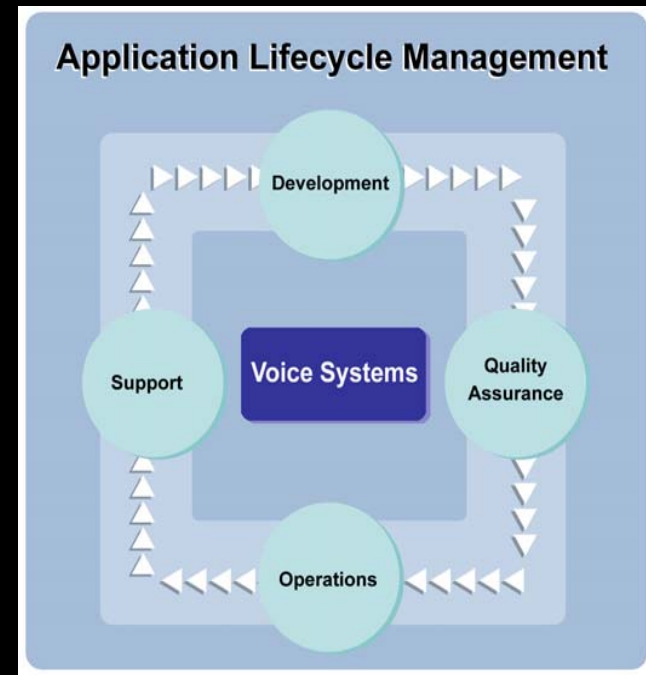 Application Lifecycle Management
Development
Support
Voice Systems
Quality
Assurance
Operations